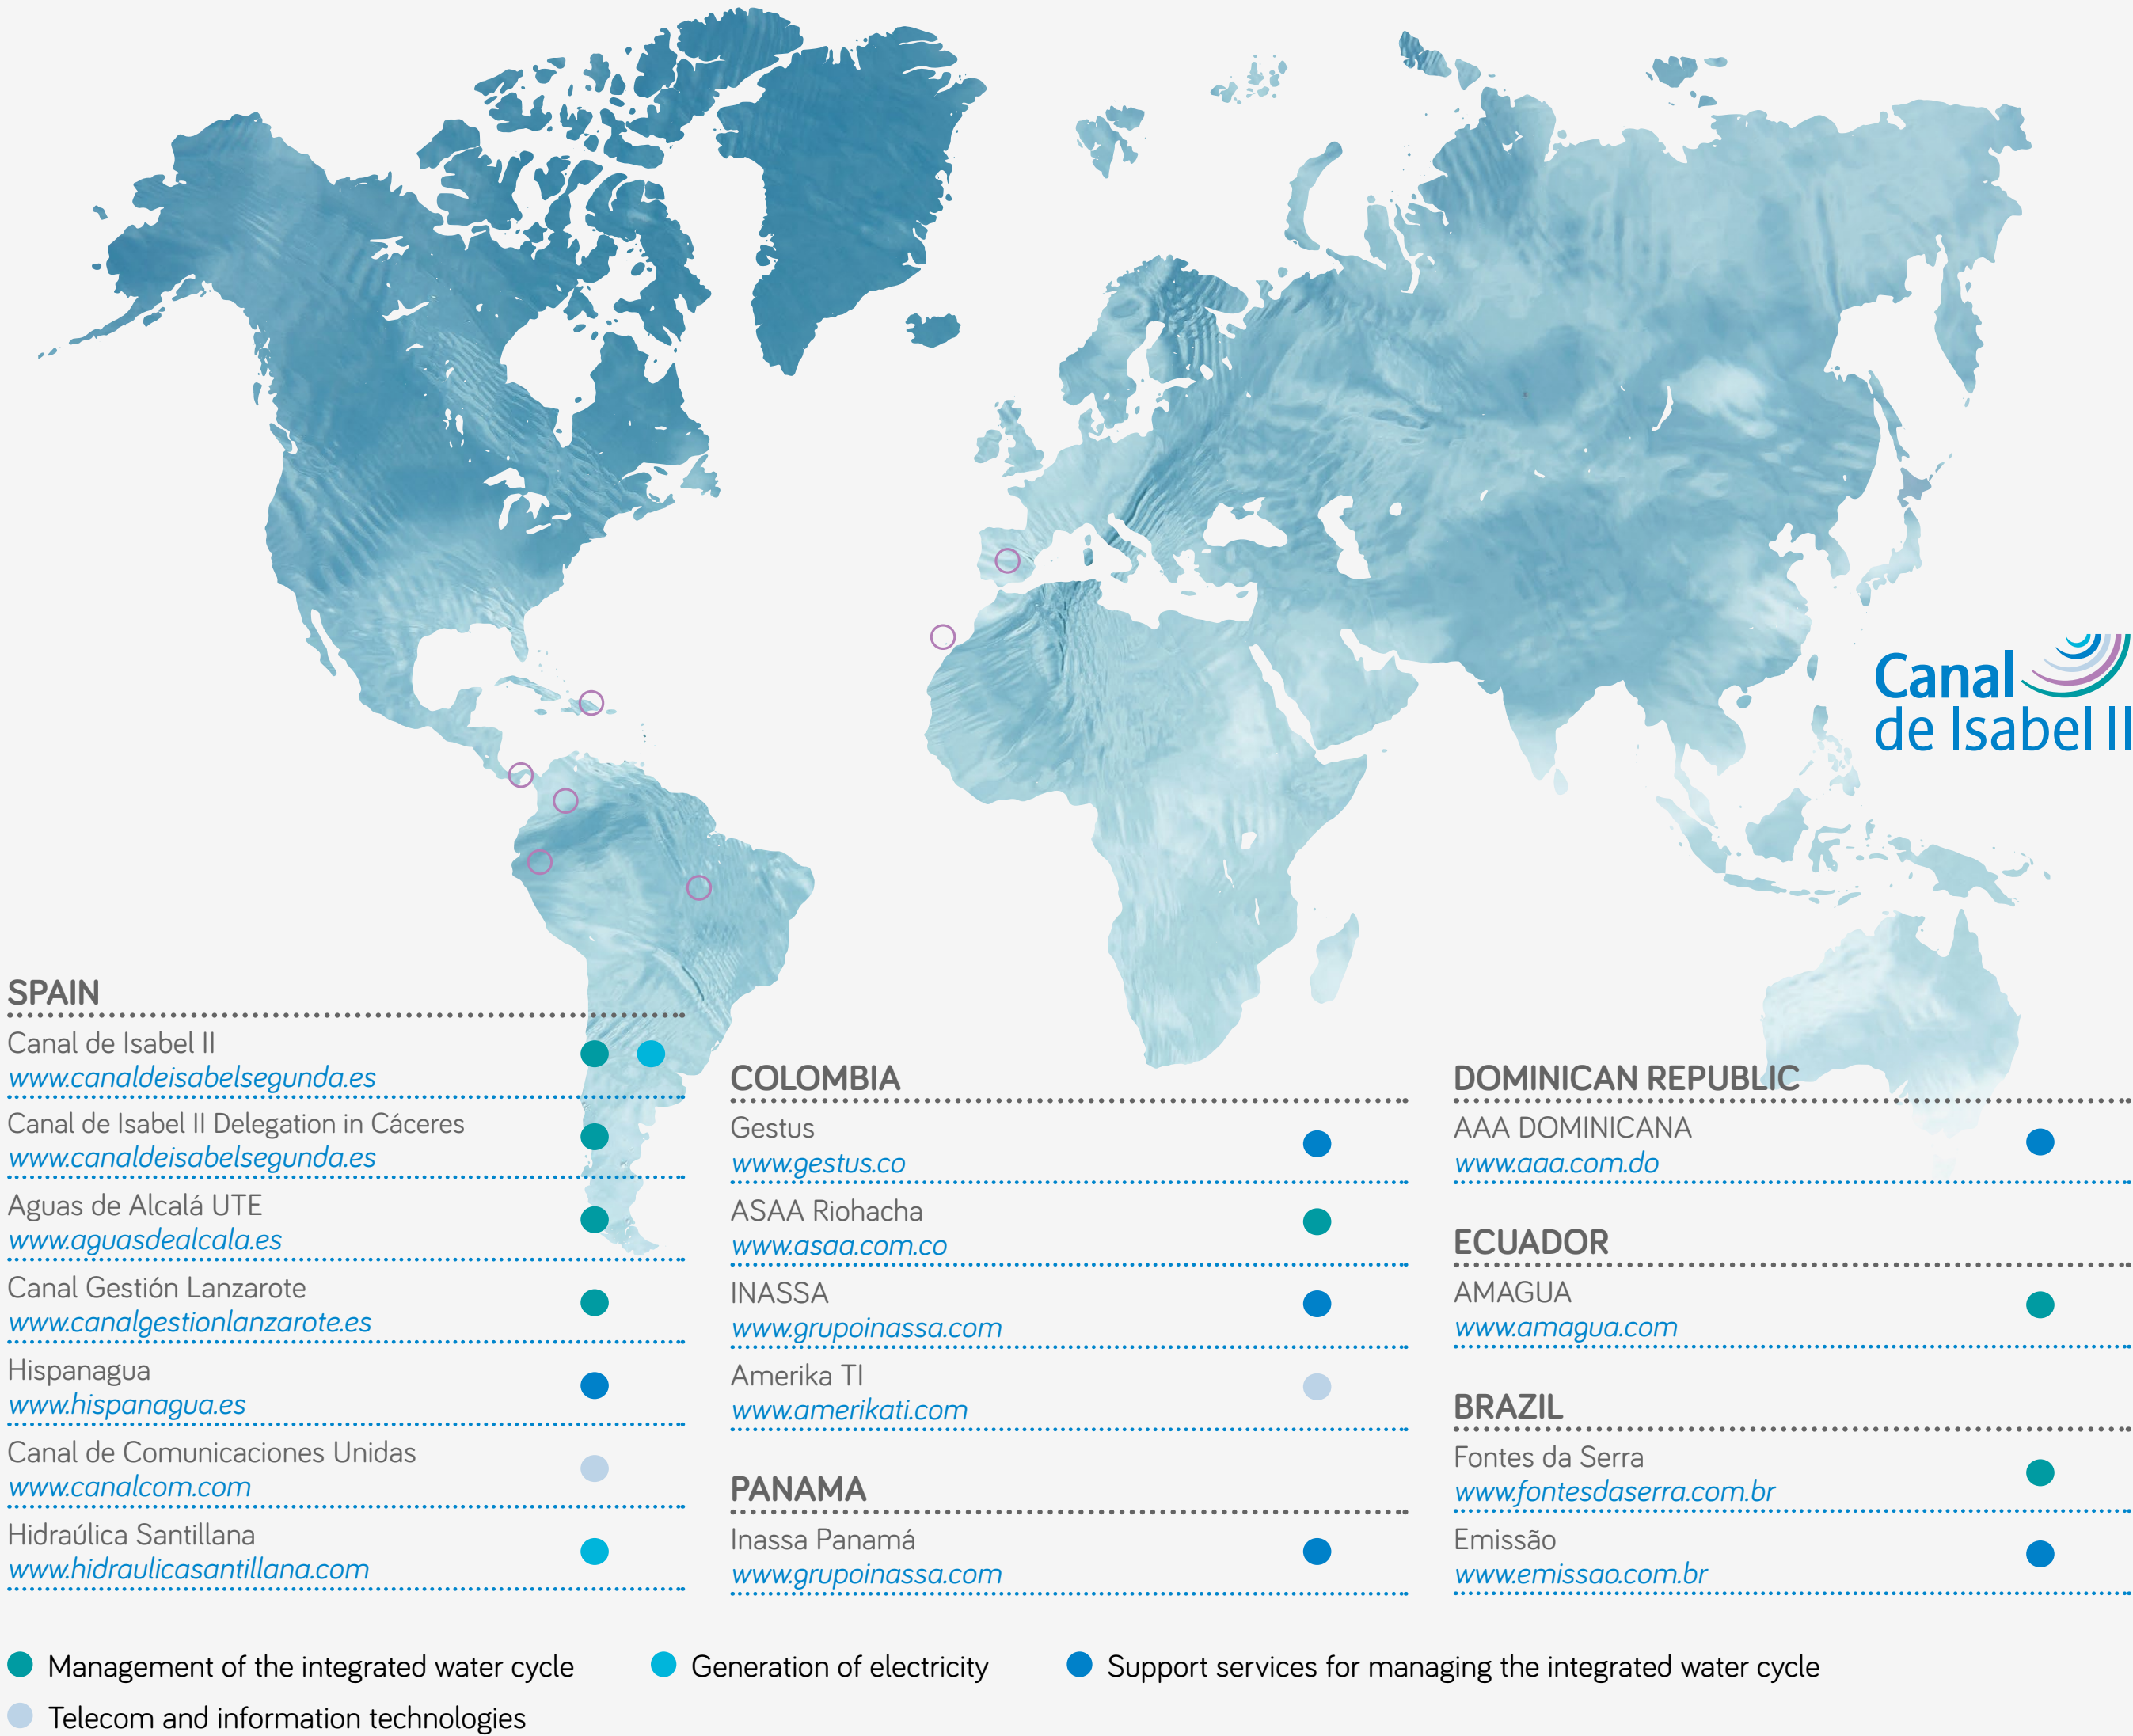 Canal
de Isabel II
SPAIN
Canal de Isabel II
www.canaldeisabelsegunda.es
Canal de Isabel II Delegation in Cáceres
www.canaldeisabelsegunda.es
Aguas de Alcalá UTE
www.aguasdealcala.es
Canal Gestión Lanzarote
www.canalgestionlanzarote.es
Hispanagua
www.hispanagua.es
Canal de Comunicaciones Unidas
www.canalcom.com
Hidraúlica Santillana
www.hidraulicasantillana.com
COLOMBIA
Gestus
www.gestus.co
ASAA Riohacha
www.asaa.com.co
INASSA
www.grupoinassa.com
Amerika TI
www.amerikati.com
PANAMA
Inassa Panamá
www.grupoinassa.com
DOMINICAN REPUBLIC
AAA DOMINICANA
www.aaa.com.do
ECUADOR
AMAGUA
www.amagua.com
BRAZIL
Fontes da Serra
www.fontesdaserra.com.br
Emissão
www.emissao.com.br
Management of the integrated water cycle
Generation of electricity
Support services for managing the integrated water cycle
Telecom and information technologies